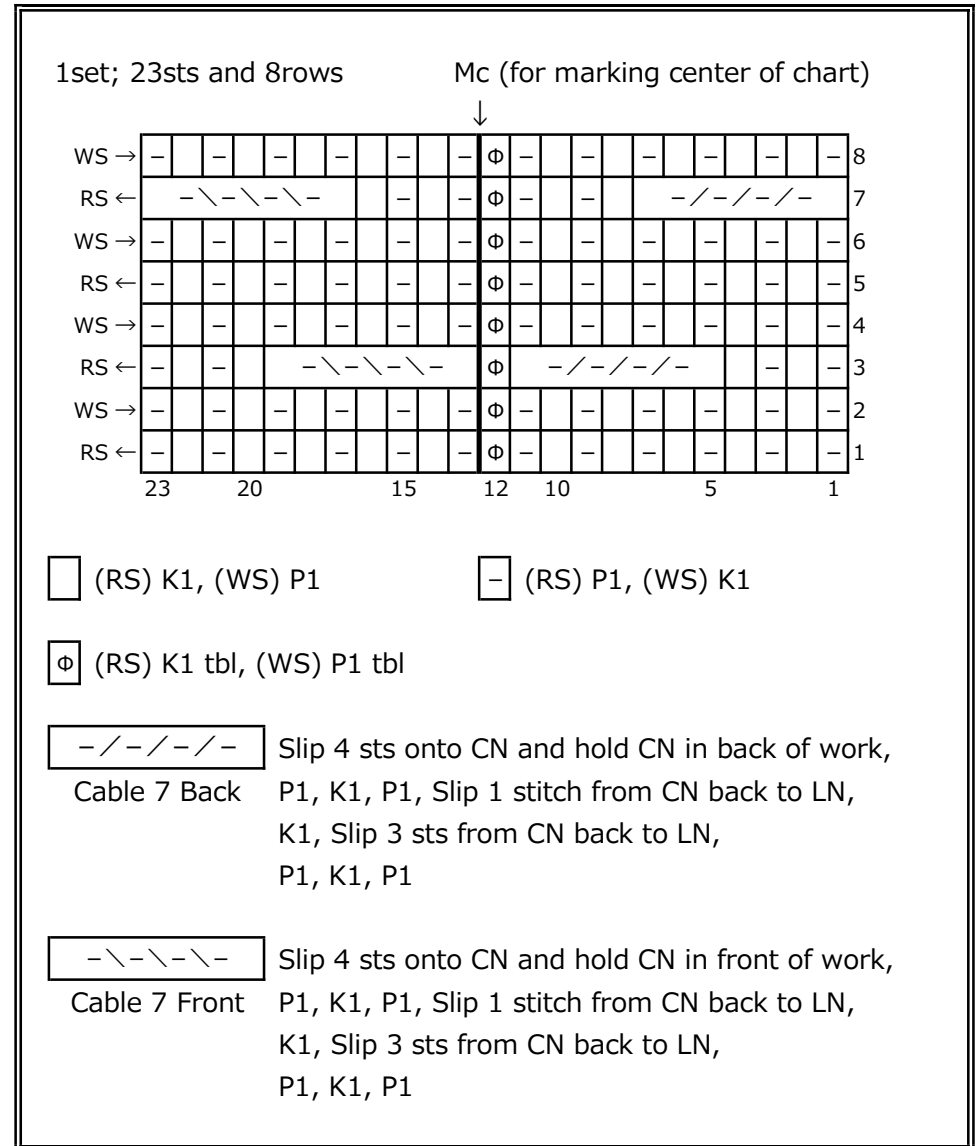 1set; 23sts and 8rows Mc (for marking center of chart)
↓
WS → – – – – – – Φ – – – – – – 8
RS ← –\–\–\– – – Φ – – –/–/–/– 7
WS → – – – – – – Φ – – – – – – 6
RS ← – – – – – – Φ – – – – – – 5
WS → – – – – – – Φ – – – – – – 4
RS ← – – –\–\–\– Φ –/–/–/– – – 3
WS → – – – – – – Φ – – – – – – 2
RS ← – – – – – – Φ – – – – – – 1
23 20 15 12 10 5 1
(RS) K1, (WS) P1 – (RS) P1, (WS) K1
Φ (RS) K1 tbl, (WS) P1 tbl
–/–/–/– Slip 4 sts onto CN and hold CN in back of work,
Cable 7 Back P1, K1, P1, Slip 1 stitch from CN back to LN,
K1, Slip 3 sts from CN back to LN,
P1, K1, P1
–\–\–\– Slip 4 sts onto CN and hold CN in front of work,
Cable 7 Front P1, K1, P1, Slip 1 stitch from CN back to LN,
K1, Slip 3 sts from CN back to LN,
P1, K1, P1